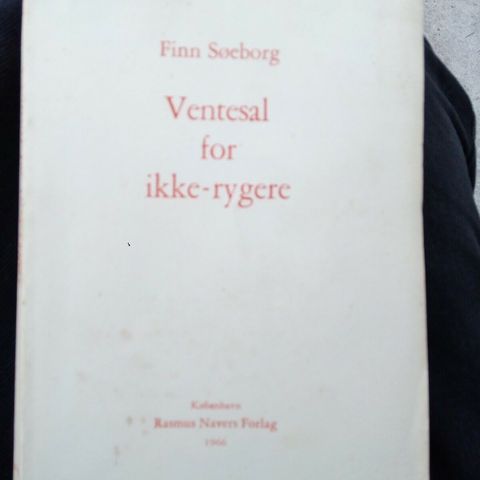 Finn Søeborg
Ventesal
for
ikke-rygere
København
Rasmus Navers Forlag
1966